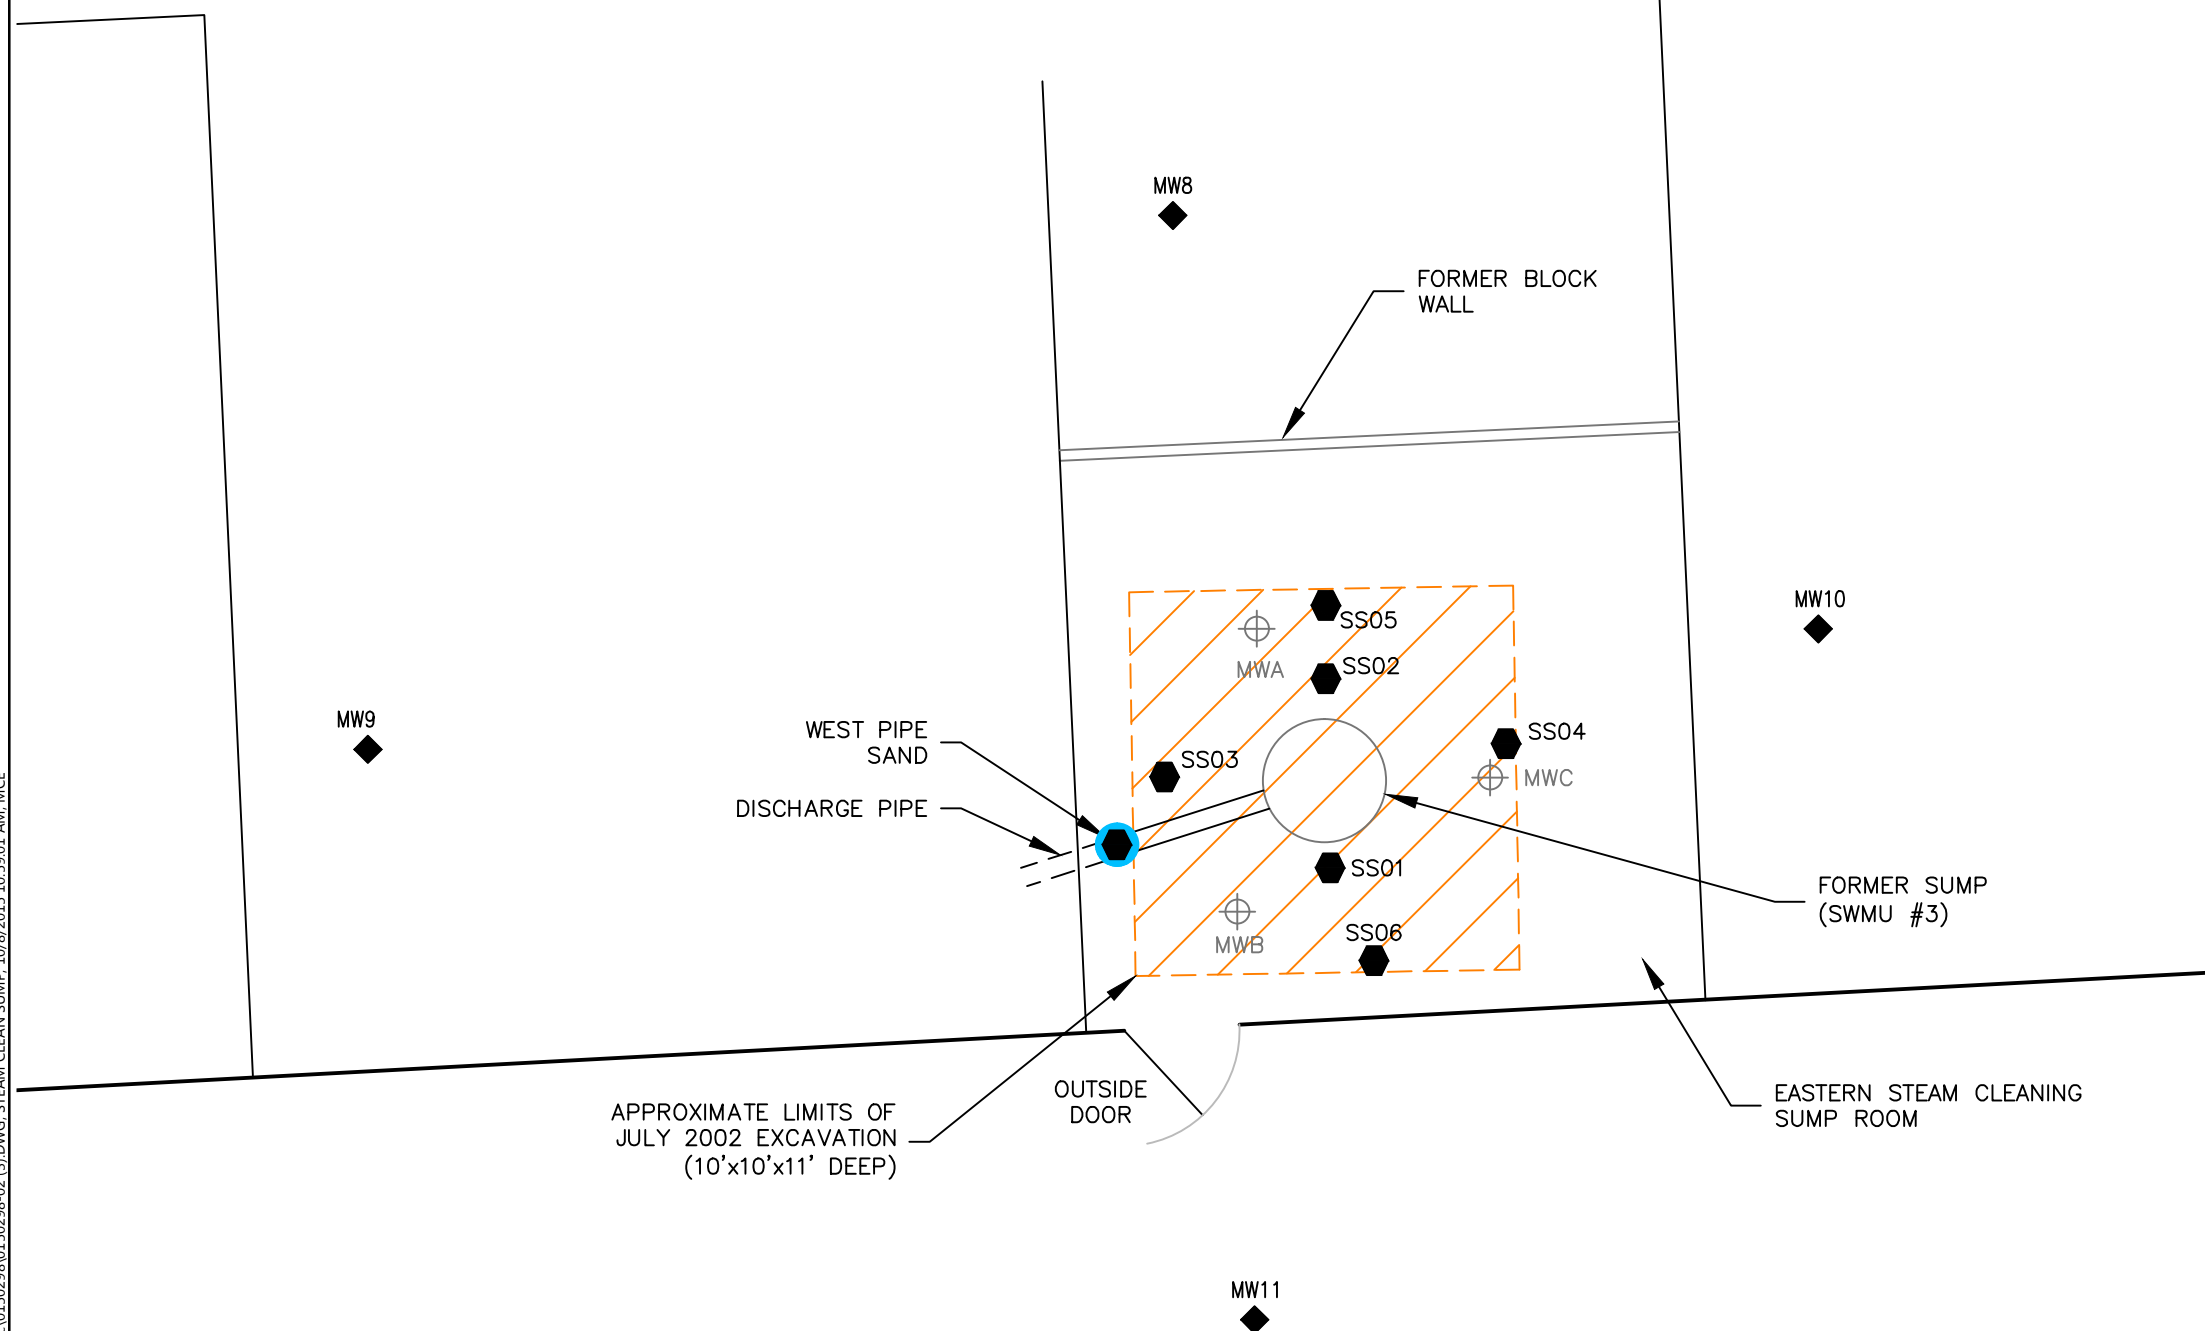 MW8
FORMER BLOCK
WALL
MW10
SS05
MWA
SS02
MW9
WEST PIPE
SAND
SS03
SS04
MWC
DISCHARGE PIPE
SS01
FORMER SUMP
(SWMU #3)
SS06
MWB
OUTSIDE
DOOR
APPROXIMATE LIMITS OF
JULY 2002 EXCAVATION
(10'x10'x11' DEEP)
EASTERN STEAM CLEANING
SUMP ROOM
MW11